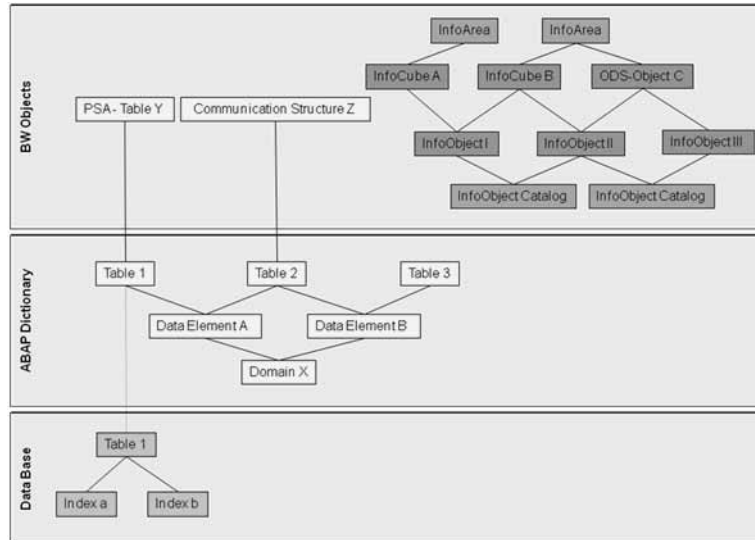 BW Objects
InfoArea
InfoArea
InfoCube A
InfoCube B
ODS-Object C
PSA - Table Y
Communication Structure Z
InfoObject I
InfoObject II
InfoObject III
InfoObject Catalog
InfoObject Catalog
ABAP Dictionary
Table 1
Table 2
Table 3
Data Element A
Data Element B
Domain X
Data Base
Table 1
Index a
Index b